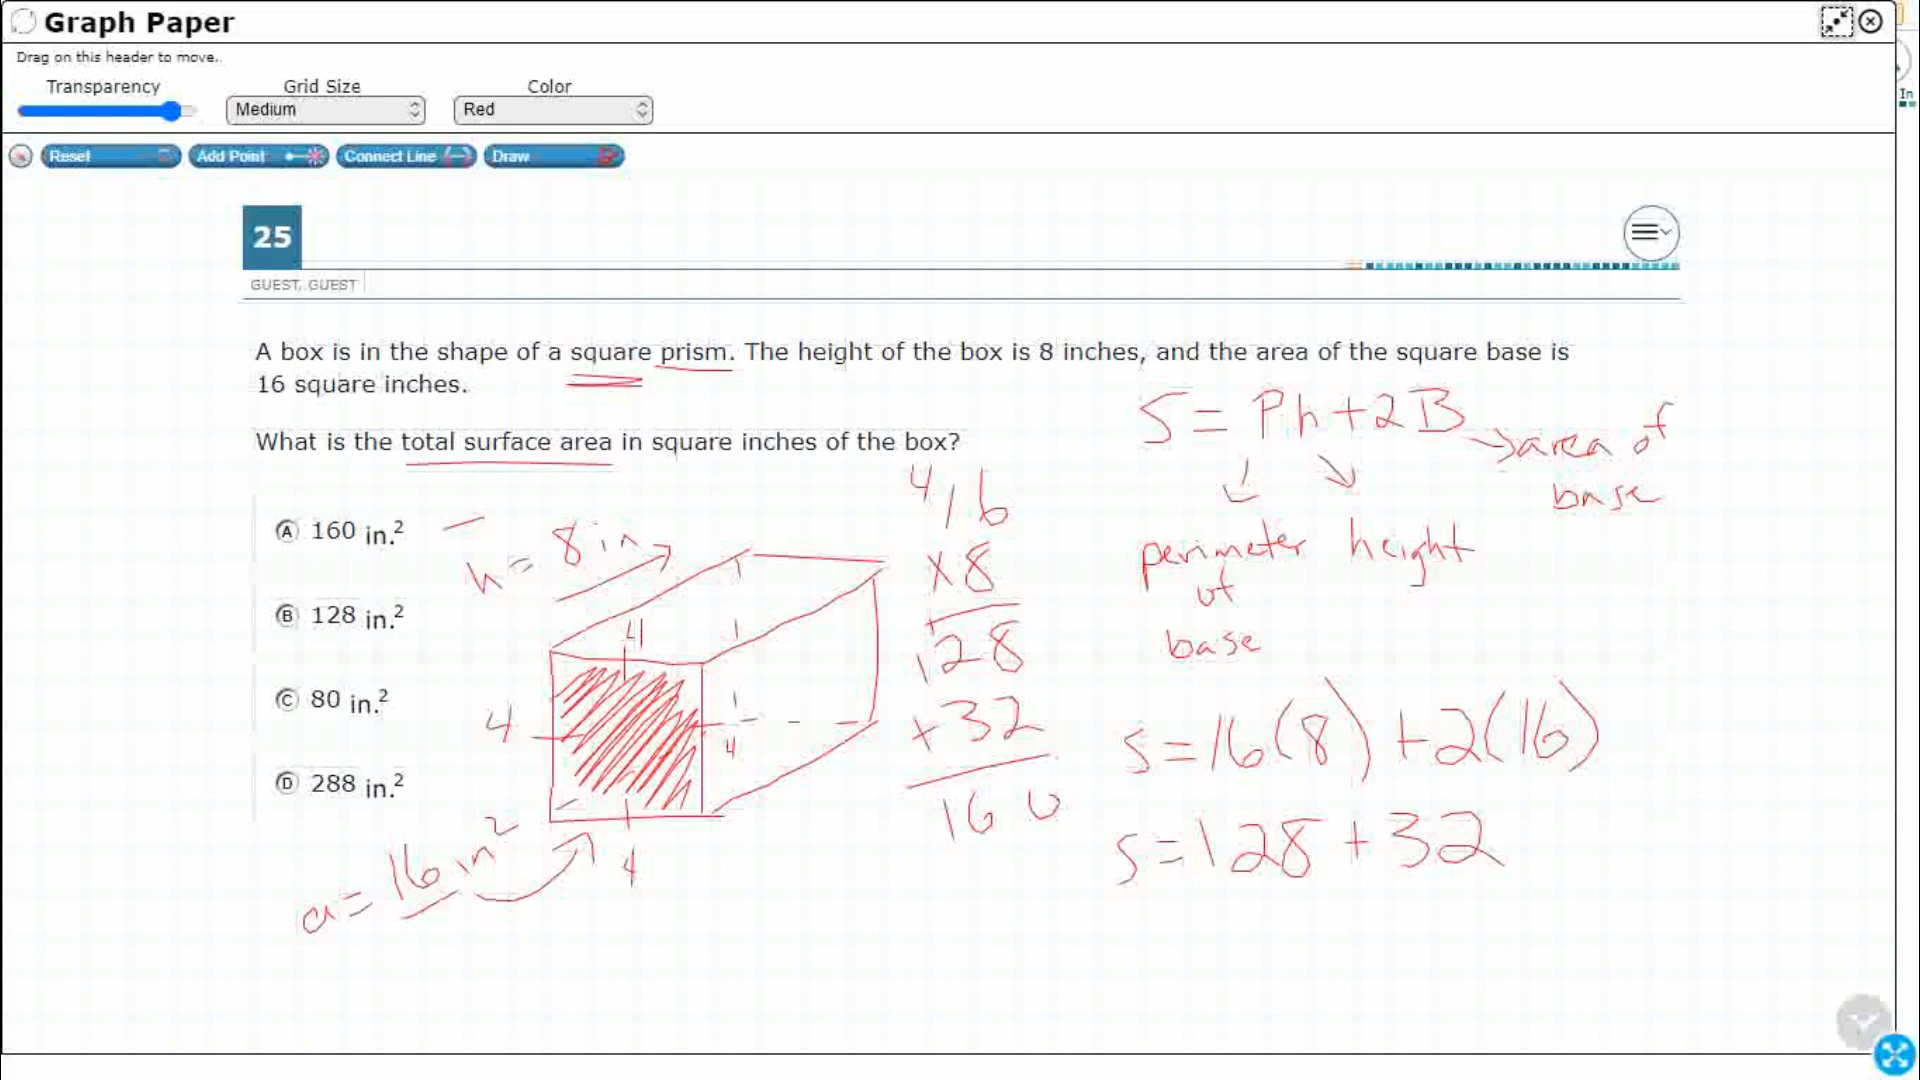 Graph Paper
Drag on this header to move..
Transparency
Grid Size
Color
Medium
Red
Reset
Add Point
Connect Line
Draw
In
25
GUEST, GUEST
A box is in the shape of a square prism. The height of the box is 8 inches, and the area of the square base is
16 square inches.
What is the total surface area in square inches of the box?
A 160 in.²
B 128 in.²
C 80 in.²
D 288 in.²
h = 8 in
4
4
4
4
a = 16 in²
4
16
x 8
128
+ 32
160
S = Ph + 2B → area of
base
perimeter
of
base
height
S = 16(8) + 2(16)
S = 128 + 32